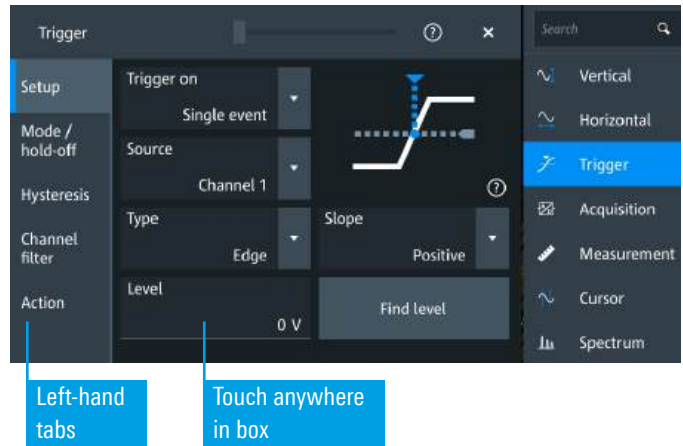 Trigger
?
×
Setup
Mode /
hold-off
Hysteresis
Channel
filter
Action
Trigger on
Single event
Source
Channel 1
?
Type
Edge
Slope
Positive
Level
0 V
Find level
Search
Vertical
Horizontal
Trigger
Acquisition
Measurement
Cursor
Spectrum
Left-hand
tabs
Touch anywhere
in box